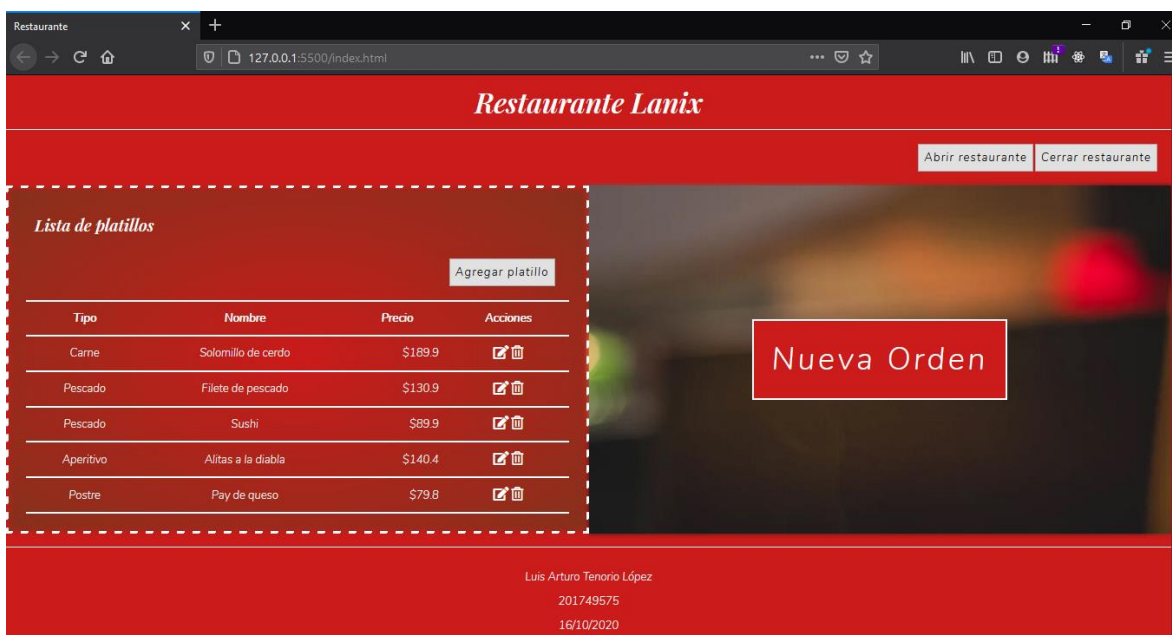 Restaurante
127.0.0.1:5500/index.html
Restaurante Lanix
Abrir restaurante Cerrar restaurante
Lista de platillos
Agregar platillo
Tipo Nombre Precio Acciones
Carne Solomillo de cerdo $189.9
Pescado Filete de pescado $130.9
Pescado Sushi $89.9
Aperitivo Alitas a la diabla $140.4
Postre Pay de queso $79.8
Nueva Orden
Luis Arturo Tenorio López
201749575
16/10/2020